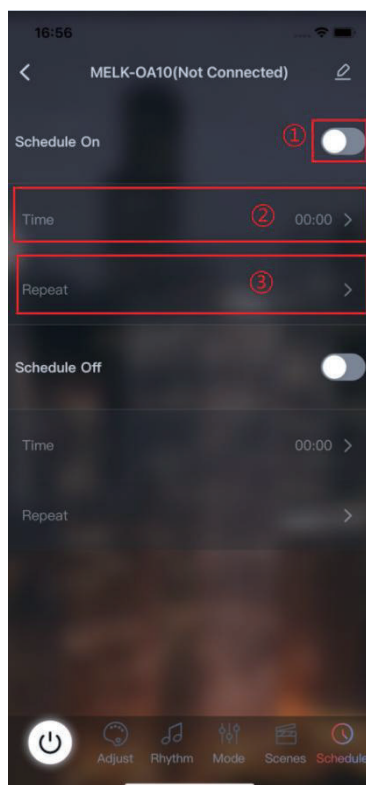 16:56
MELK-OA10(Not Connected)
Schedule On ①
Time ② 00:00
Repeat ③
Schedule Off
Time 00:00
Repeat
Adjust Rhythm Mode Scenes Schedule